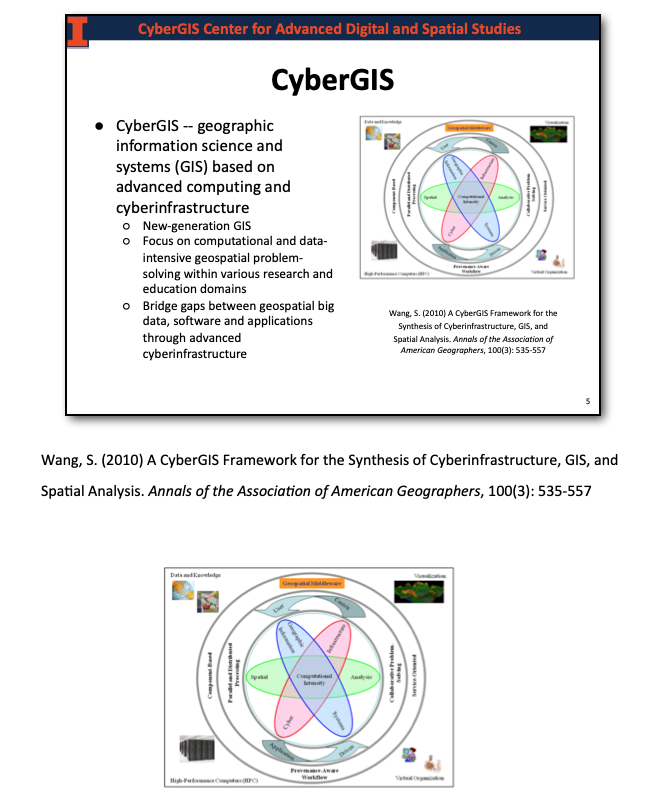 CyberGIS Center for Advanced Digital and Spatial Studies
CyberGIS
● CyberGIS -- geographic
information science and
systems (GIS) based on
advanced computing and
cyberinfrastructure
○ New-generation GIS
○ Focus on computational and data-
intensive geospatial problem-
solving within various research and
education domains
○ Bridge gaps between geospatial big
data, software and applications
through advanced
cyberinfrastructure
Data and Knowledge
Visualization
Geospatial Middleware
User
Centric
Geographic
Information
Infrastructure
Component-Based
Parallel and Distributed
Processing
Spatial
Computational
Intensity
Analysis
Collaborative Problem-
Solving
Service-Oriented
Cyber
Systems
Application
Driven
Provenance-Aware
Workflow
High-Performance Computers (HPC)
Virtual Organization
Wang, S. (2010) A CyberGIS Framework for the
Synthesis of Cyberinfrastructure, GIS, and
Spatial Analysis. Annals of the Association of
American Geographers, 100(3): 535-557
5
Wang, S. (2010) A CyberGIS Framework for the Synthesis of Cyberinfrastructure, GIS, and
Spatial Analysis. Annals of the Association of American Geographers, 100(3): 535-557
Data and Knowledge
Visualization
Geospatial Middleware
User
Centric
Geographic
Information
Infrastructure
Component-Based
Parallel and Distributed
Processing
Spatial
Computational
Intensity
Analysis
Collaborative Problem-
Solving
Service-Oriented
Cyber
Systems
Application
Driven
Provenance-Aware
Workflow
High-Performance Computers (HPC)
Virtual Organization